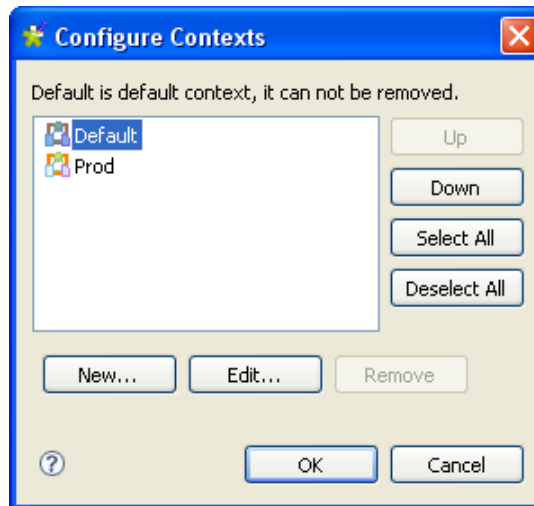 Configure Contexts
Default is default context, it can not be removed.
Default
Prod
Up
Down
Select All
Deselect All
New...
Edit...
Remove
?
OK
Cancel